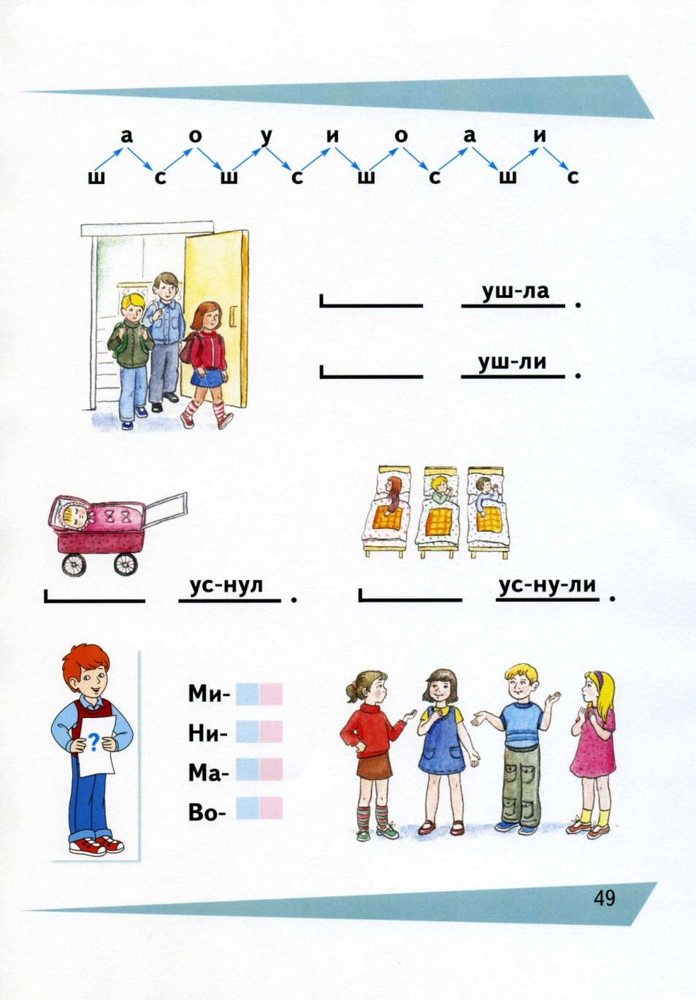 а о у и о а и
ш с ш с ш с ш с
уш-ла .
уш-ли .
ус-нул .
ус-ну-ли .
?
Ми-
Ни-
Ма-
Во-
49